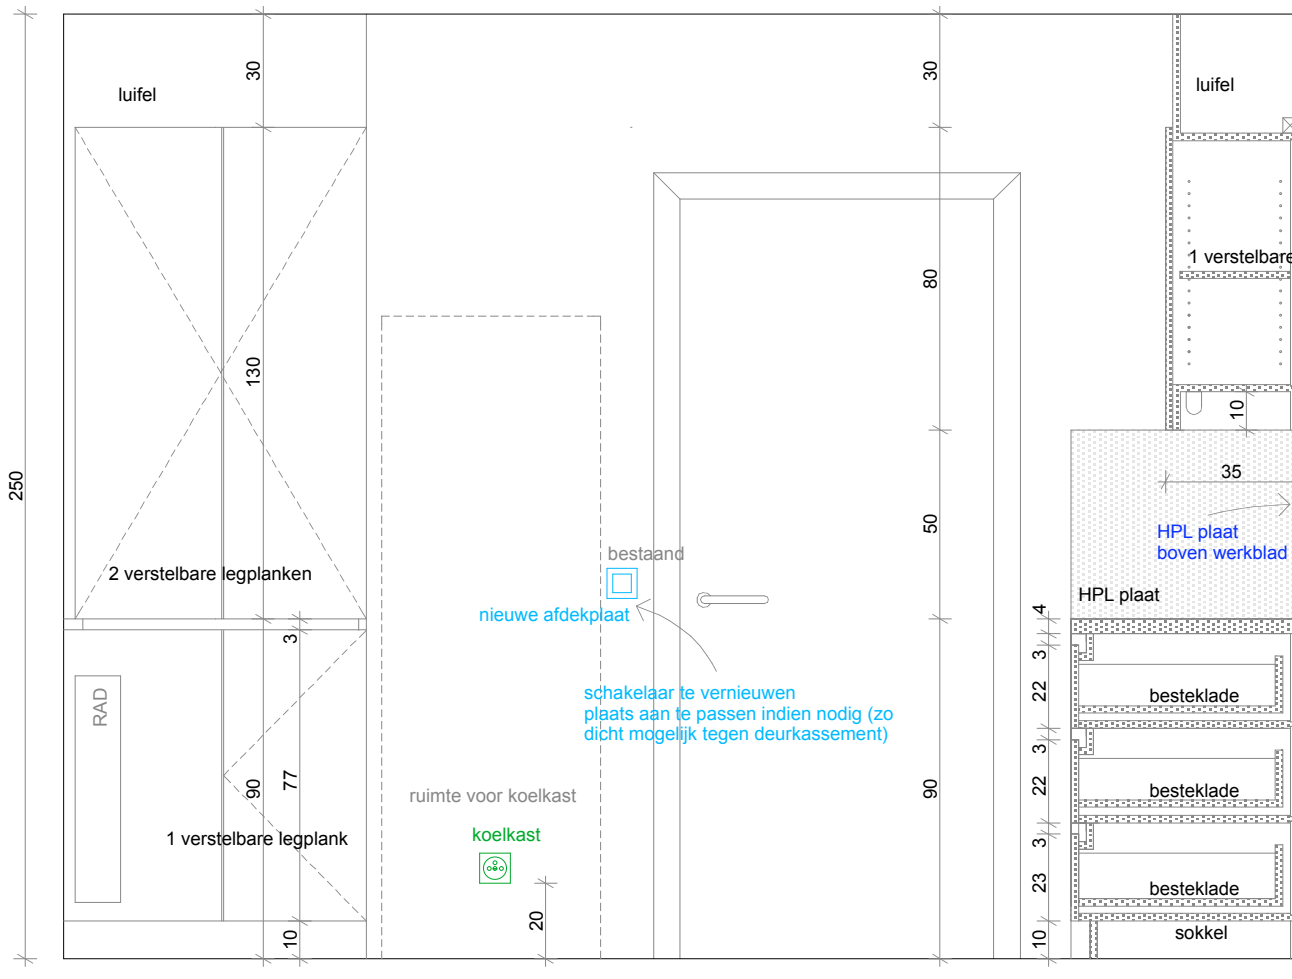 30
30
luifel
luifel
80
1 verstelbare
130
10
250
35
50
HPL plaat
boven werkblad
bestaand
2 verstelbare legplanken
nieuwe afdekplaat
HPL plaat
4
3
3
schakelaar te vernieuwen
plaats aan te passen indien nodig (zo
dicht mogelijk tegen deurkassement)
22
besteklade
RAD
3
90
77
90
22
besteklade
ruimte voor koelkast
koelkast
1 verstelbare legplank
3
23
besteklade
20
10
10
sokkel